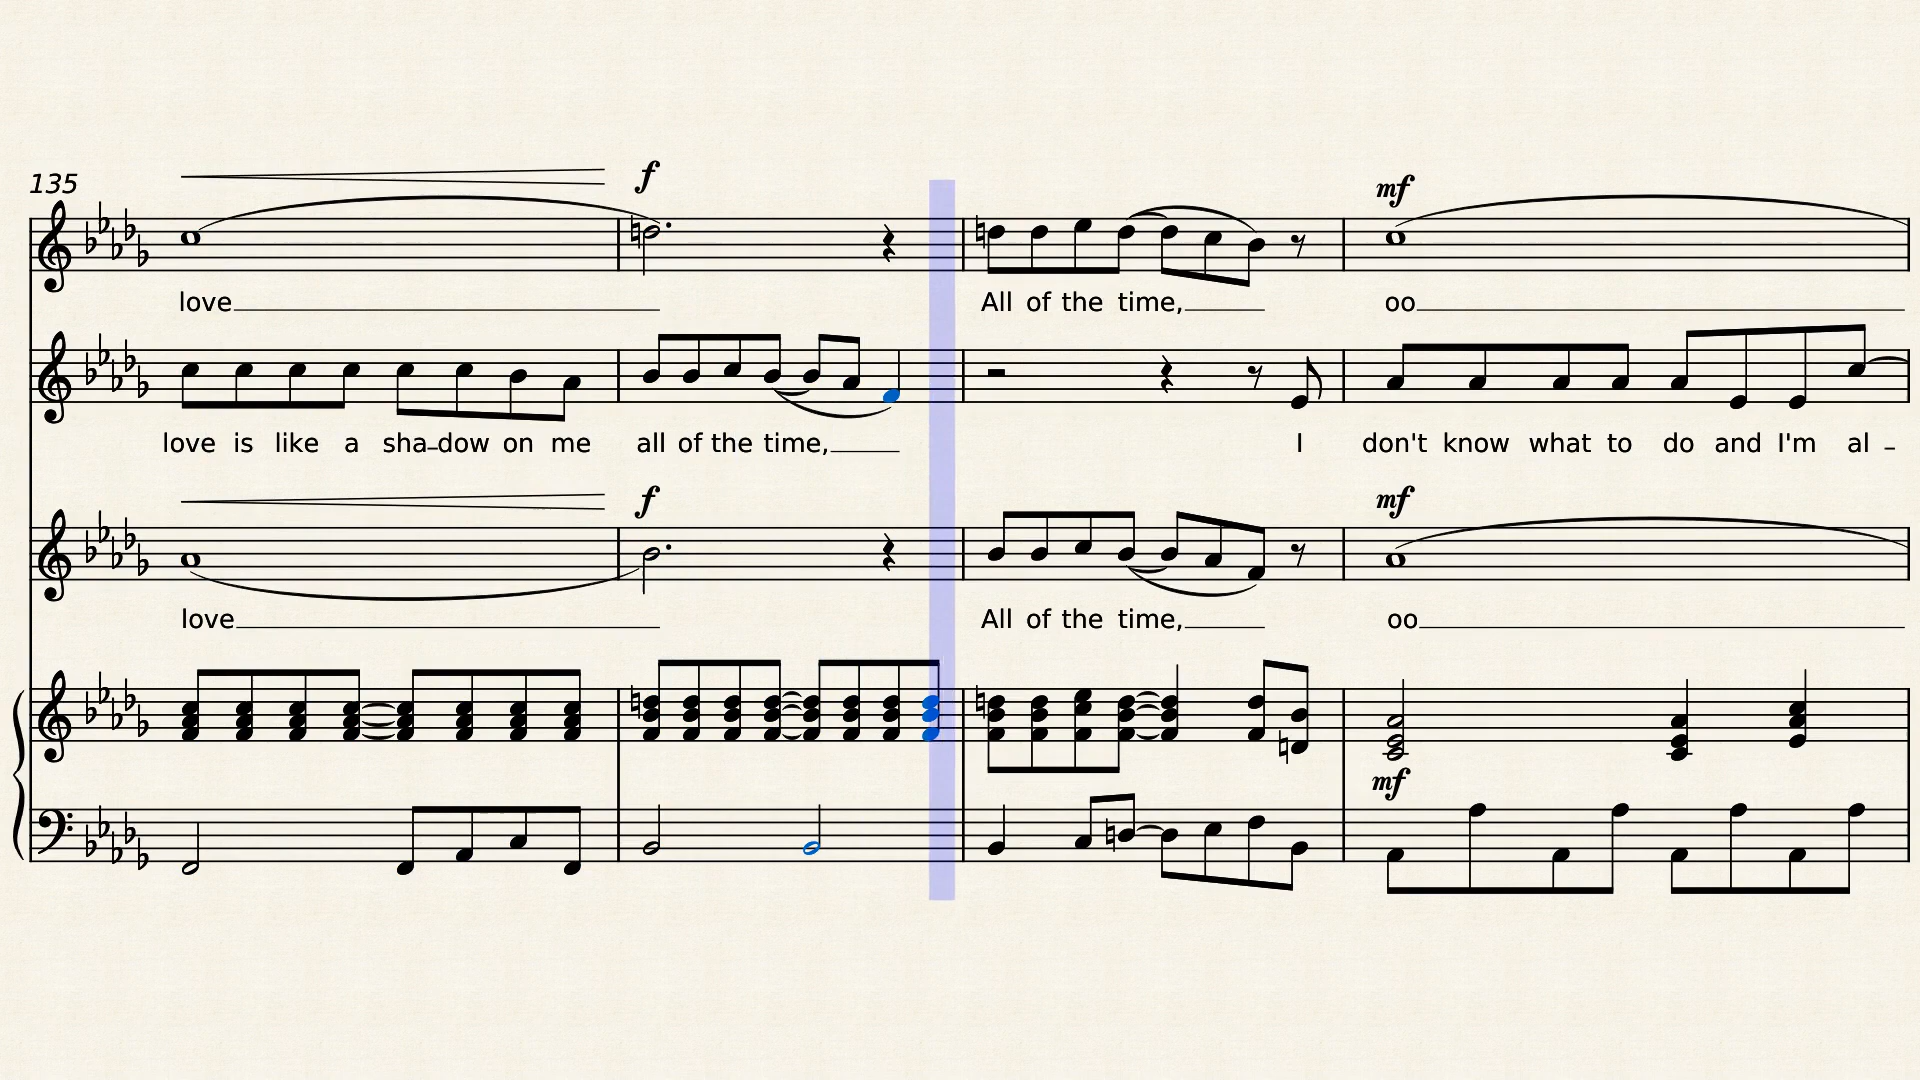 135
f
mf
love
All of the time,
oo
love is like a sha-dow on me
all of the time,
I
don't know what to do and I'm al -
f
mf
love
All of the time,
oo
mf